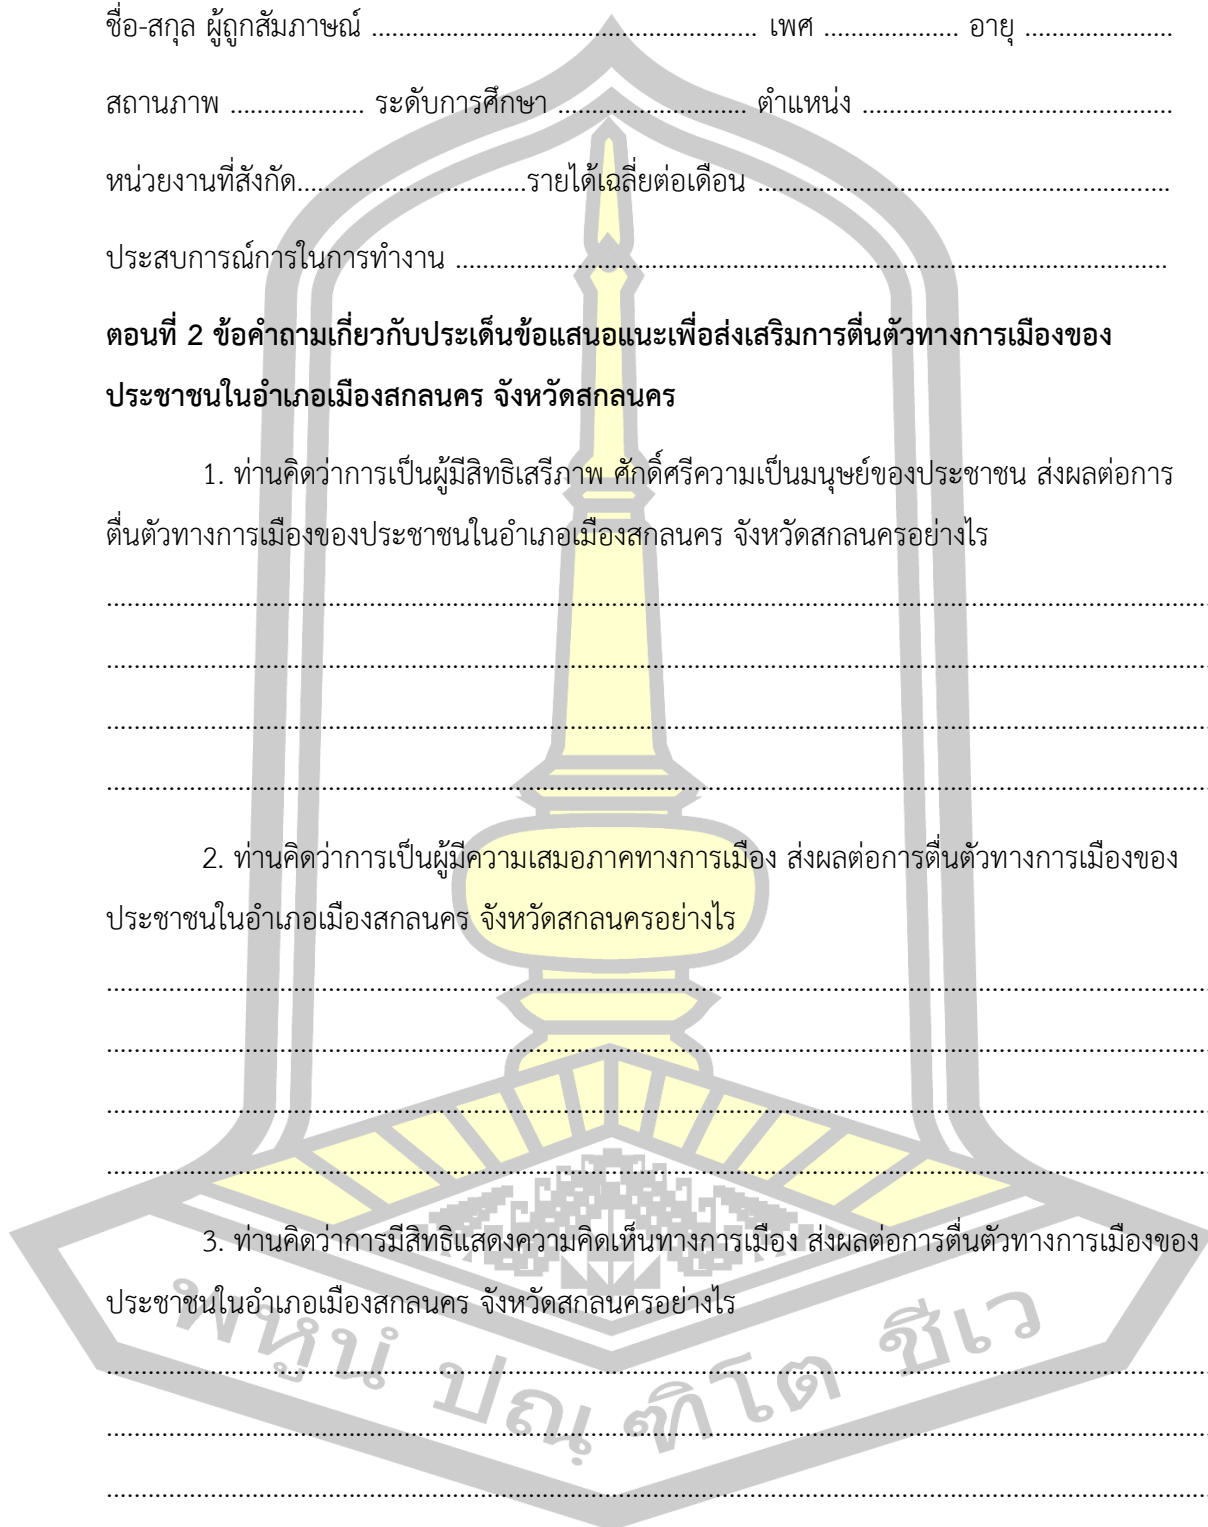 ชื่อ-สกุล ผู้ถูกสัมภาษณ์ ......................................................... เพศ .................... อายุ ......................
สถานภาพ .................... ระดับการศึกษา ............................ ตำแหน่ง ..............................................
หน่วยงานที่สังกัด..................................รายได้เฉลี่ยต่อเดือน .............................................................
ประสบการณ์การในการทำงาน .........................................................................................................
ตอนที่ 2 ข้อคำถามเกี่ยวกับประเด็นข้อแสนอแนะเพื่อส่งเสริมการตื่นตัวทางการเมืองของ
ประชาชนในอำเภอเมืองสกลนคร จังหวัดสกลนคร
1. ท่านคิดว่าการเป็นผู้มีสิทธิเสรีภาพ ศักดิ์ศรีความเป็นมนุษย์ของประชาชน ส่งผลต่อการ
ตื่นตัวทางการเมืองของประชาชนในอำเภอเมืองสกลนคร จังหวัดสกลนครอย่างไร
................................................................................................................................................................
................................................................................................................................................................
................................................................................................................................................................
................................................................................................................................................................
2. ท่านคิดว่าการเป็นผู้มีความเสมอภาคทางการเมือง ส่งผลต่อการตื่นตัวทางการเมืองของ
ประชาชนในอำเภอเมืองสกลนคร จังหวัดสกลนครอย่างไร
................................................................................................................................................................
................................................................................................................................................................
................................................................................................................................................................
................................................................................................................................................................
3. ท่านคิดว่าการมีสิทธิแสดงความคิดเห็นทางการเมือง ส่งผลต่อการตื่นตัวทางการเมืองของ
ประชาชนในอำเภอเมืองสกลนคร จังหวัดสกลนครอย่างไร
................................................................................................................................................................
................................................................................................................................................................
................................................................................................................................................................
พหูนํ ปณฺฑิโต ชีเว